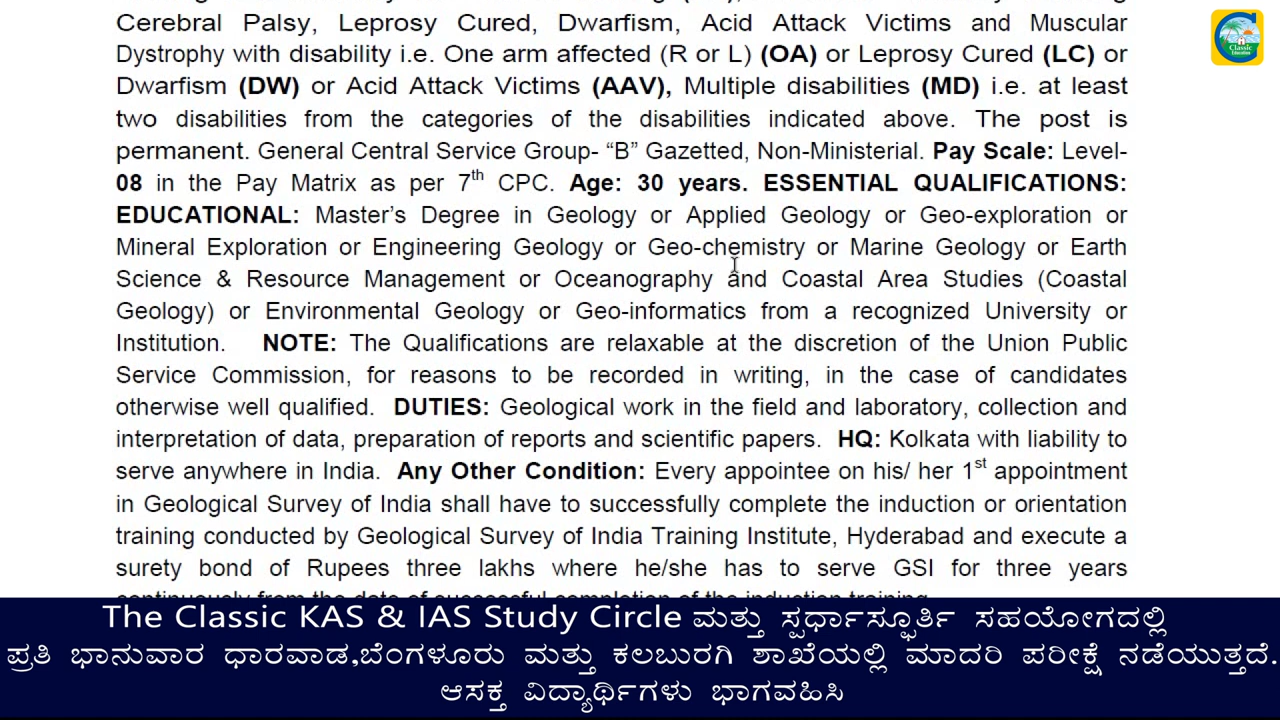 Cerebral Palsy, Leprosy Cured, Dwarfism, Acid Attack Victims and Muscular
Dystrophy with disability i.e. One arm affected (R or L) (OA) or Leprosy Cured (LC) or
Dwarfism (DW) or Acid Attack Victims (AAV), Multiple disabilities (MD) i.e. at least
two disabilities from the categories of the disabilities indicated above. The post is
permanent. General Central Service Group- “B” Gazetted, Non-Ministerial. Pay Scale: Level-
08 in the Pay Matrix as per 7th CPC. Age: 30 years. ESSENTIAL QUALIFICATIONS:
EDUCATIONAL: Master’s Degree in Geology or Applied Geology or Geo-exploration or
Mineral Exploration or Engineering Geology or Geo-chemistry or Marine Geology or Earth
Science & Resource Management or Oceanography and Coastal Area Studies (Coastal
Geology) or Environmental Geology or Geo-informatics from a recognized University or
Institution. NOTE: The Qualifications are relaxable at the discretion of the Union Public
Service Commission, for reasons to be recorded in writing, in the case of candidates
otherwise well qualified. DUTIES: Geological work in the field and laboratory, collection and
interpretation of data, preparation of reports and scientific papers. HQ: Kolkata with liability to
serve anywhere in India. Any Other Condition: Every appointee on his/ her 1st appointment
in Geological Survey of India shall have to successfully complete the induction or orientation
training conducted by Geological Survey of India Training Institute, Hyderabad and execute a
surety bond of Rupees three lakhs where he/she has to serve GSI for three years
continuously from the date of successful completion of the induction training.
Classic
Education
The Classic KAS & IAS Study Circle ಮತ್ತು ಸ್ಪರ್ಧಾಸ್ಫೂರ್ತಿ ಸಹಯೋಗದಲ್ಲಿ
ಪ್ರತಿ ಭಾನುವಾರ ಧಾರವಾಡ,ಬೆಂಗಳೂರು ಮತ್ತು ಕಲಬುರಗಿ ಶಾಖೆಯಲ್ಲಿ ಮಾದರಿ ಪರೀಕ್ಷೆ ನಡೆಯುತ್ತದೆ.
ಆಸಕ್ತ ವಿದ್ಯಾರ್ಥಿಗಳು ಭಾಗವಹಿಸಿ